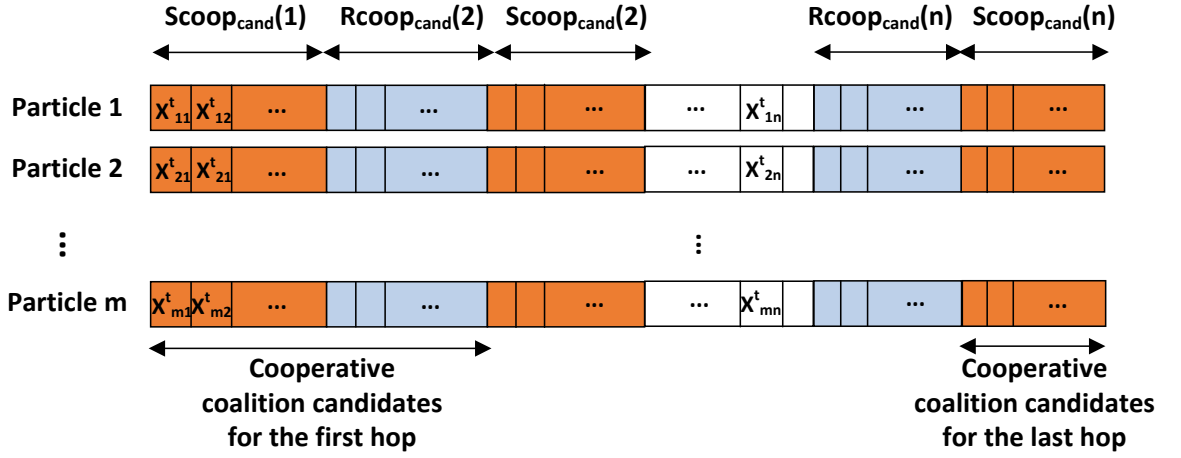 Scoop_cand(1) Rcoop_cand(2) Scoop_cand(2) Rcoop_cand(n) Scoop_cand(n)
Particle 1 X^t_11 X^t_12 ... ... ... ... X^t_1n ... ...
Particle 2 X^t_21 X^t_21 ... ... ... ... X^t_2n ... ...
⋮ ⋮
Particle m X^t_m1 X^t_m2 ... ... ... ... X^t_mn ... ...
Cooperative Cooperative
coalition candidates coalition candidates
for the first hop for the last hop